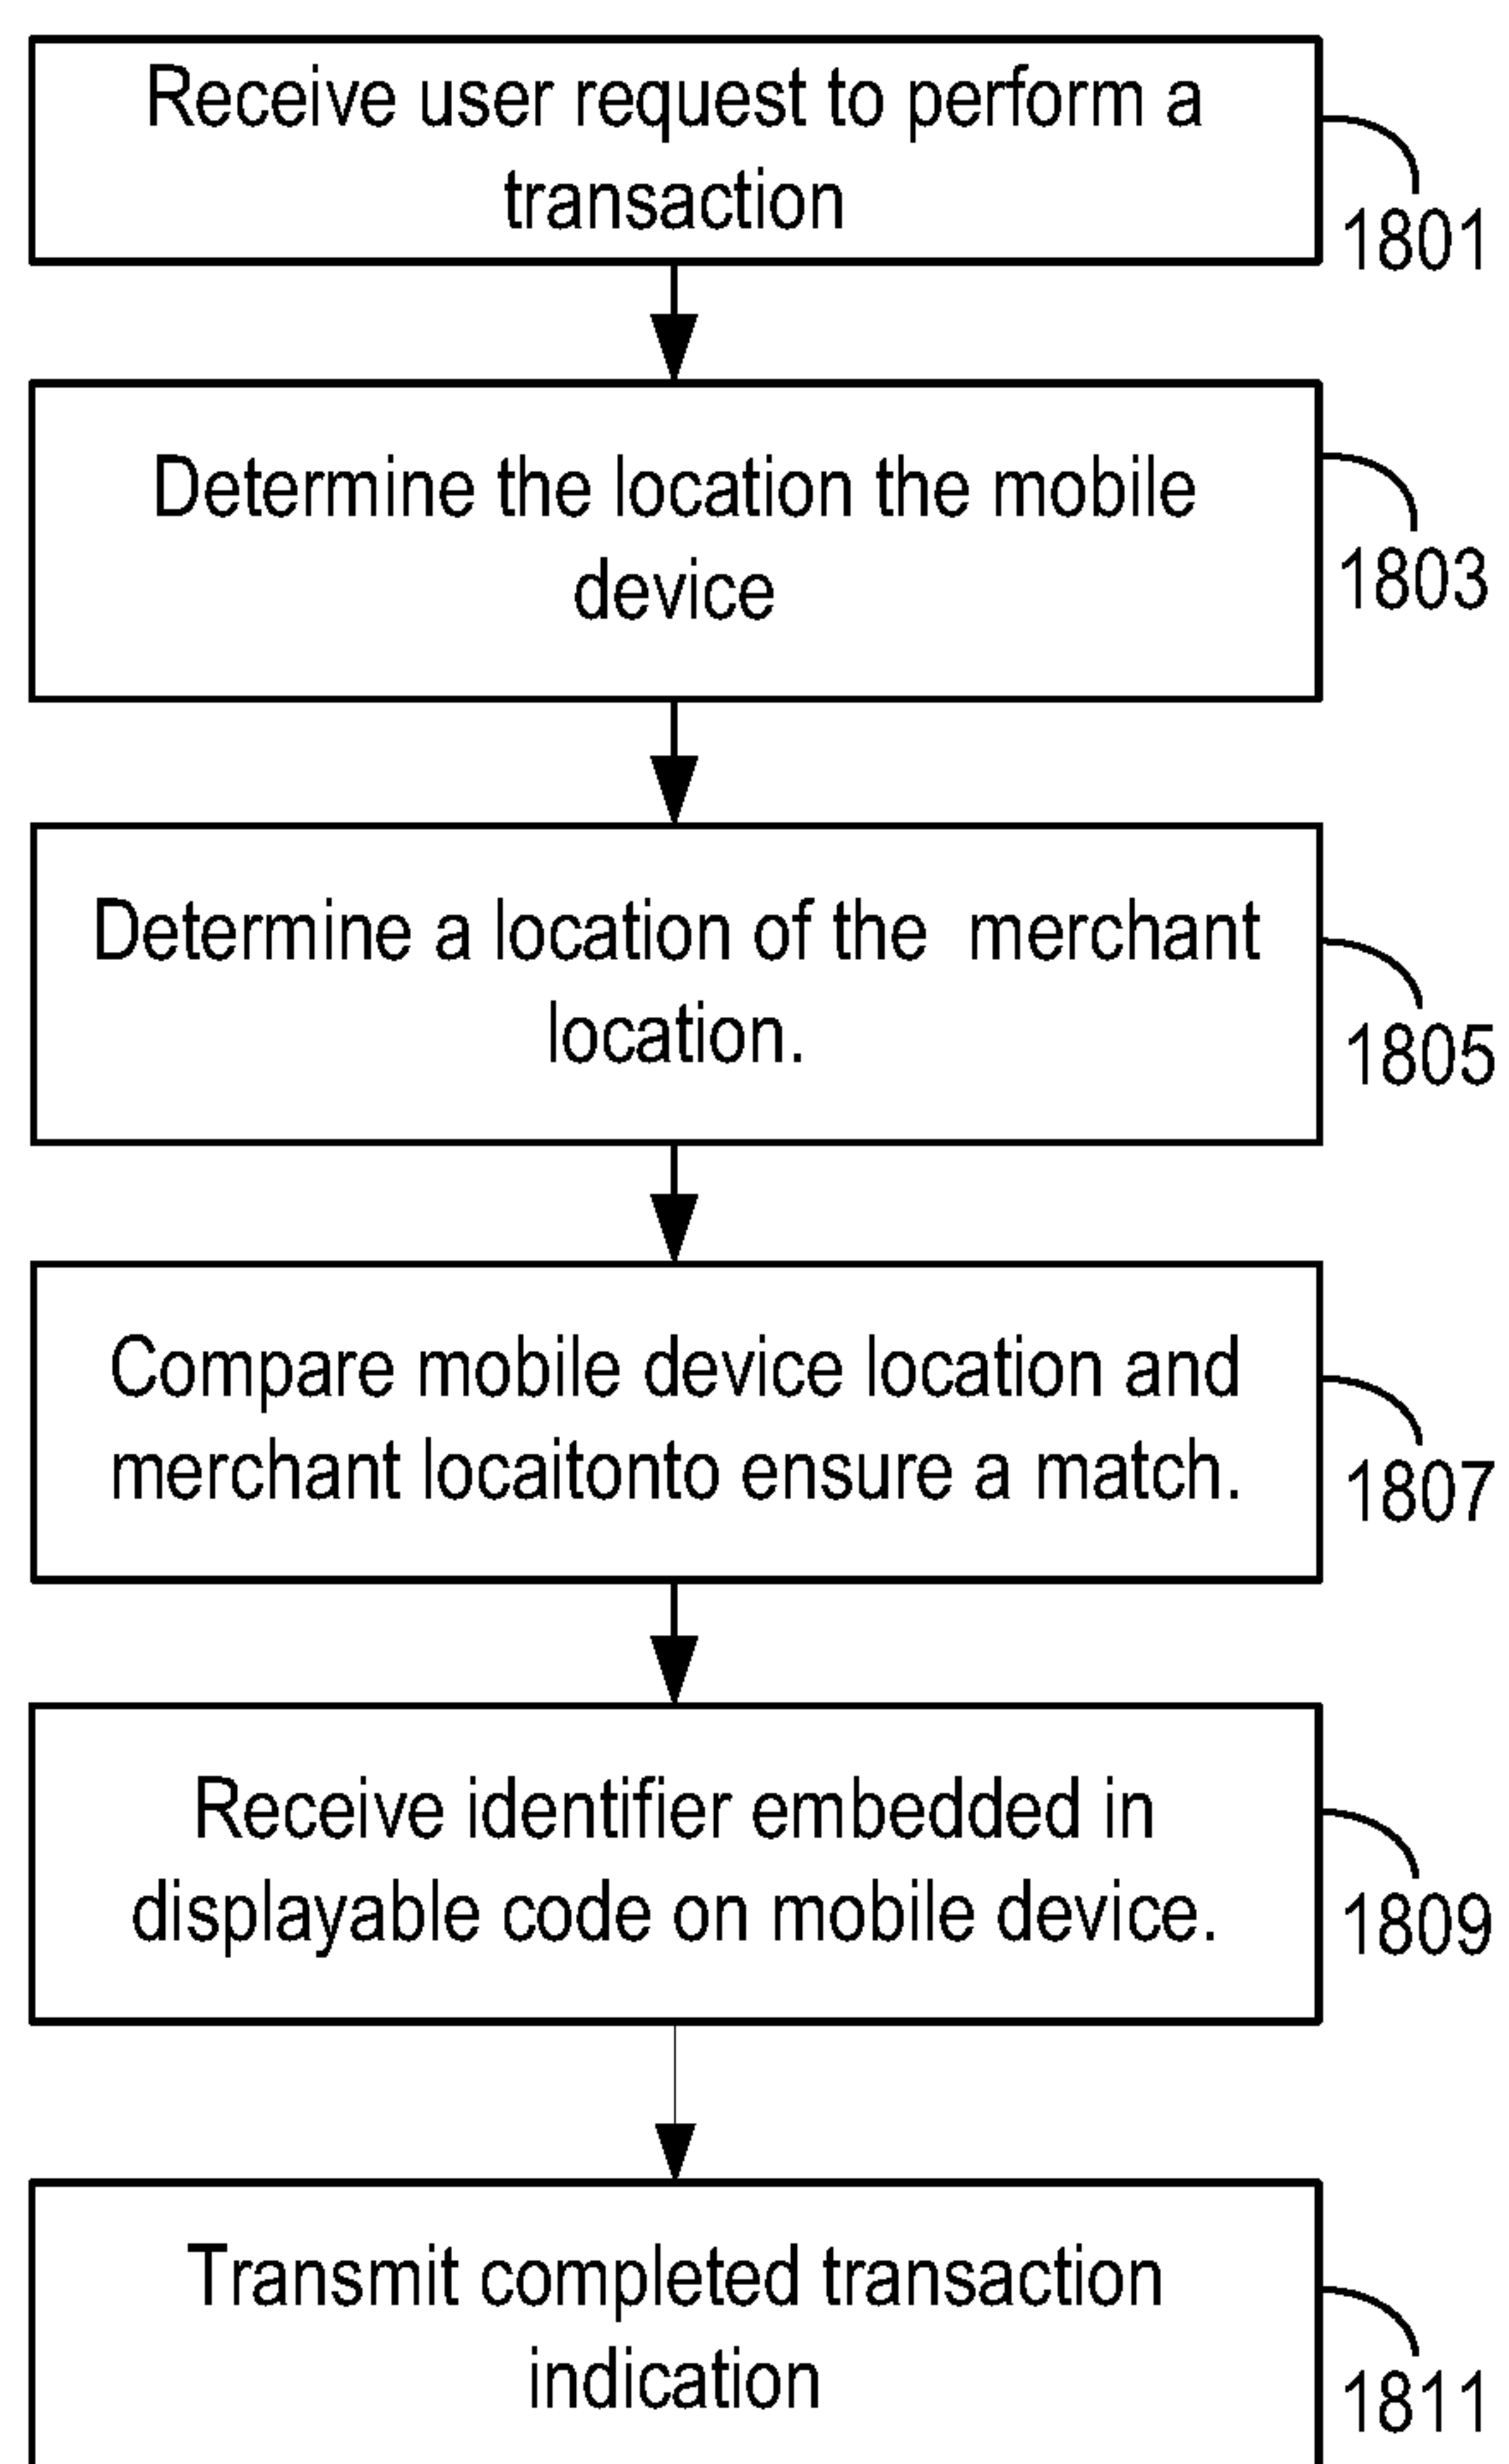 Receive user request to perform a
transaction
1801
Determine the location the mobile
device
1803
Determine a location of the merchant
location.
1805
Compare mobile device location and
merchant locaitonto ensure a match.
1807
Receive identifier embedded in
displayable code on mobile device.
1809
Transmit completed transaction
indication
1811